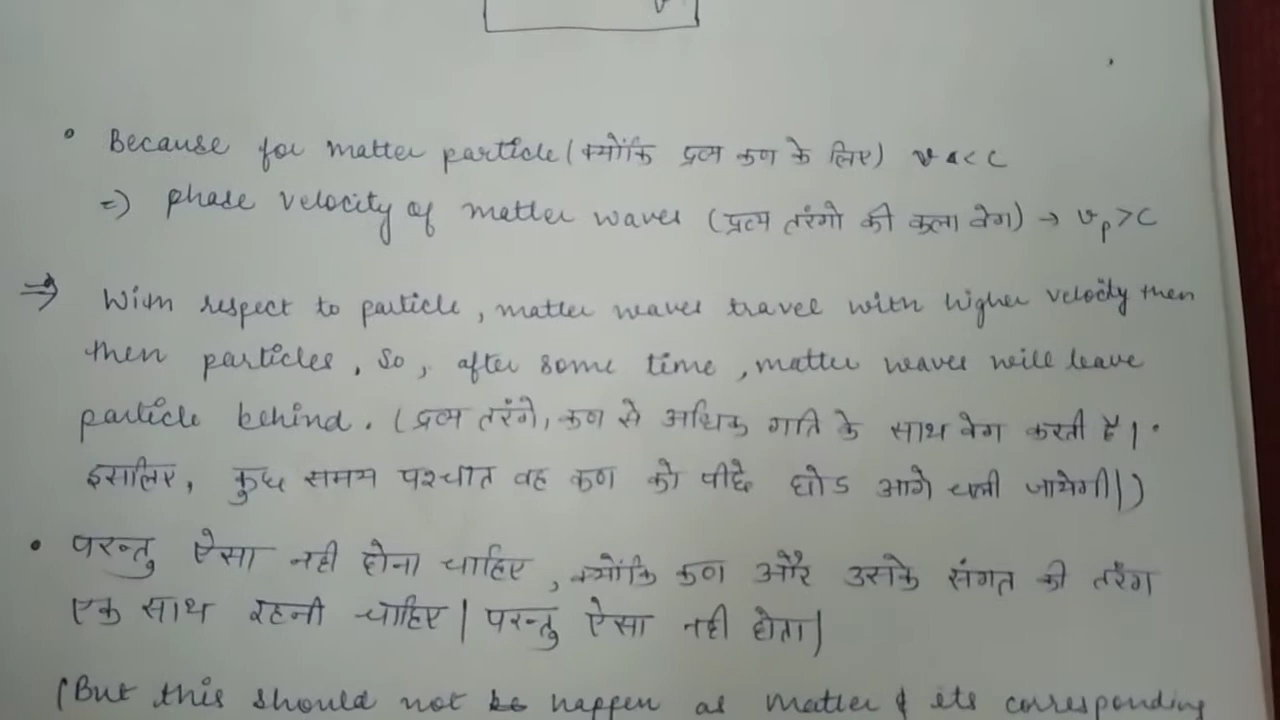 • Because for matter particle (क्योंकि द्रव्य कण के लिए) v << c
=) phase velocity of matter waves (द्रव्य तरंगो की कला वेग) → vₚ>c
⇒ With respect to particle, matter waves travel with higher velocity then
then particles. So, after some time, matter waves will leave
particle behind. (द्रव्य तरंगे, कण से अधिक गति के साथ वेग करती है|.
इसलिए, कुछ समय पश्चात वह कण को पीछे छोड आगे चली जायेगी|)
• परन्तु ऐसा नही होना चाहिए, क्योंकि कण और उसके संगत की तरंग
एक साथ रहनी चाहिए| परन्तु ऐसा नही होता|
(But this should not happen as matter & its corresponding